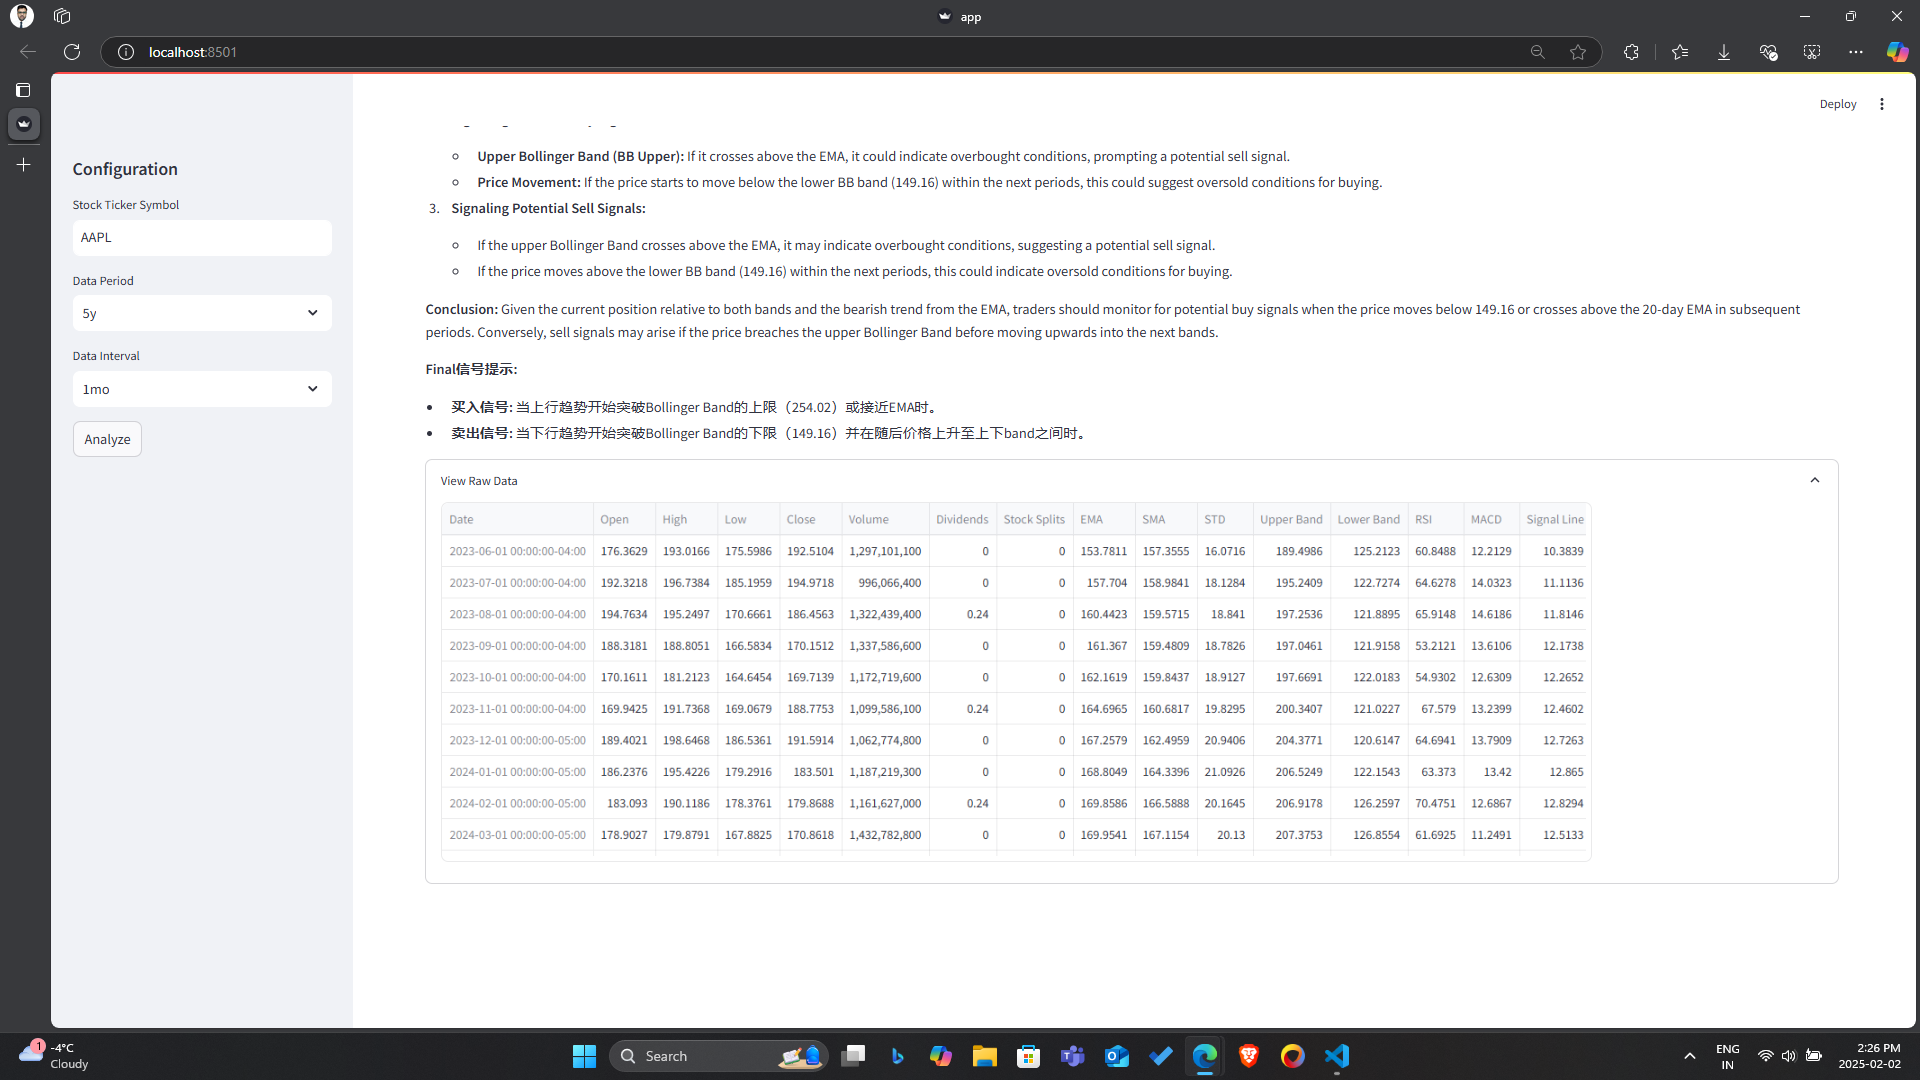 app
localhost:8501
Deploy
Configuration
Stock Ticker Symbol
AAPL
Data Period
5y
Data Interval
1mo
Analyze
Upper Bollinger Band (BB Upper): If it crosses above the EMA, it could indicate overbought conditions, prompting a potential sell signal.
Price Movement: If the price starts to move below the lower BB band (149.16) within the next periods, this could suggest oversold conditions for buying.
3. Signaling Potential Sell Signals:
If the upper Bollinger Band crosses above the EMA, it may indicate overbought conditions, suggesting a potential sell signal.
If the price moves above the lower BB band (149.16) within the next periods, this could indicate oversold conditions for buying.
Conclusion: Given the current position relative to both bands and the bearish trend from the EMA, traders should monitor for potential buy signals when the price moves below 149.16 or crosses above the 20-day EMA in subsequent
periods. Conversely, sell signals may arise if the price breaches the upper Bollinger Band before moving upwards into the next bands.
Final信号提示:
买入信号: 当上行趋势开始突破Bollinger Band的上限（254.02）或接近EMA时。
卖出信号: 当下行趋势开始突破Bollinger Band的下限（149.16）并在随后价格上升至上下band之间时。
View Raw Data
Date Open High Low Close Volume Dividends Stock Splits EMA SMA STD Upper Band Lower Band RSI MACD Signal Line
2023-06-01 00:00:00-04:00 176.3629 193.0166 175.5986 192.5104 1,297,101,100 0 0 153.7811 157.3555 16.0716 189.4986 125.2123 60.8488 12.2129 10.3839
2023-07-01 00:00:00-04:00 192.3218 196.7384 185.1959 194.9718 996,066,400 0 0 157.704 158.9841 18.1284 195.2409 122.7274 64.6278 14.0323 11.1136
2023-08-01 00:00:00-04:00 194.7634 195.2497 170.6661 186.4563 1,322,439,400 0.24 0 160.4423 159.5715 18.841 197.2536 121.8895 65.9148 14.6186 11.8146
2023-09-01 00:00:00-04:00 188.3181 188.8051 166.5834 170.1512 1,337,586,600 0 0 161.367 159.4809 18.7826 197.0461 121.9158 53.2121 13.6106 12.1738
2023-10-01 00:00:00-04:00 170.1611 181.2123 164.6454 169.7139 1,172,719,600 0 0 162.1619 159.8437 18.9127 197.6691 122.0183 54.9302 12.6309 12.2652
2023-11-01 00:00:00-04:00 169.9425 191.7368 169.0679 188.7753 1,099,586,100 0.24 0 164.6965 160.6817 19.8295 200.3407 121.0227 67.579 13.2399 12.4602
2023-12-01 00:00:00-05:00 189.4021 198.6468 186.5361 191.5914 1,062,774,800 0 0 167.2579 162.4959 20.9406 204.3771 120.6147 64.6941 13.7909 12.7263
2024-01-01 00:00:00-05:00 186.2376 195.4226 179.2916 183.501 1,187,219,300 0 0 168.8049 164.3396 21.0926 206.5249 122.1543 63.373 13.42 12.865
2024-02-01 00:00:00-05:00 183.093 190.1186 178.3761 179.8688 1,161,627,000 0.24 0 169.8586 166.5888 20.1645 206.9178 126.2597 70.4751 12.6867 12.8294
2024-03-01 00:00:00-05:00 178.9027 179.8791 167.8825 170.8618 1,432,782,800 0 0 169.9541 167.1154 20.13 207.3753 126.8554 61.6925 11.2491 12.5133
1
-4°C
Cloudy
Search
ENG
IN
2:26 PM
2025-02-02